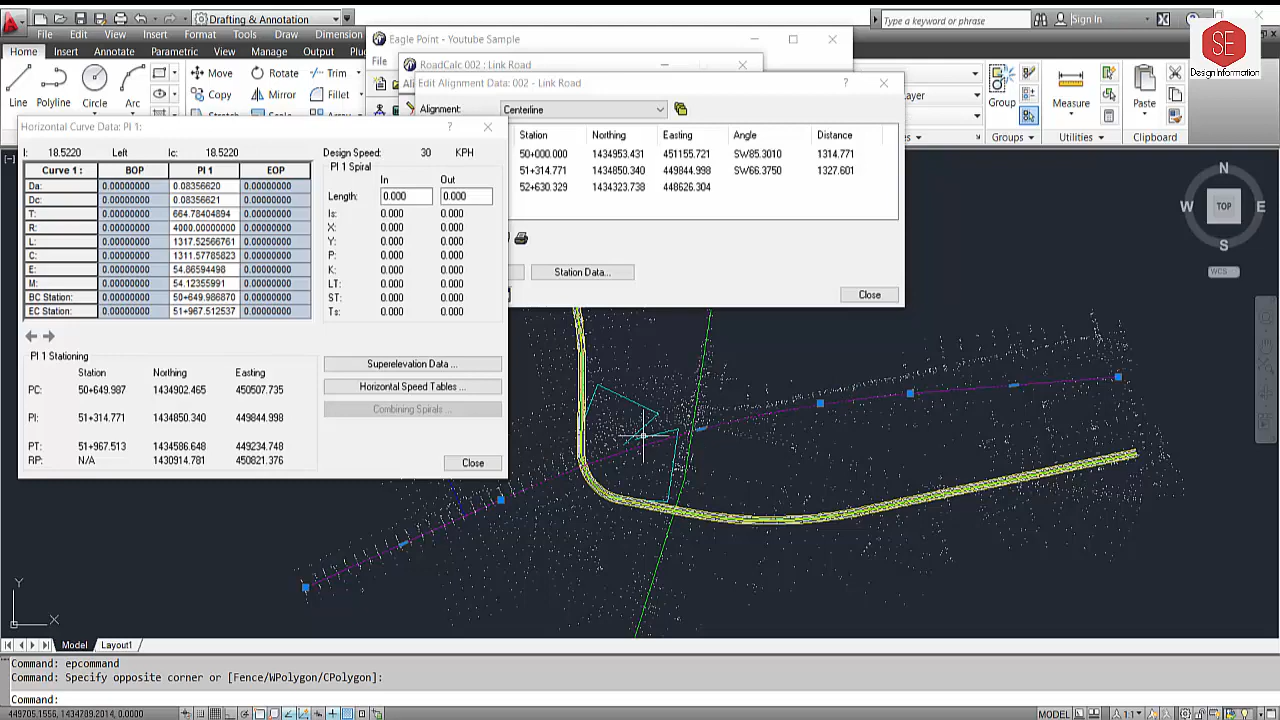 Drafting & Annotation
Type a keyword or phrase
Sign In
SE
Design Information
File Edit View Insert Format Tools Draw Dimension
Home Insert Annotate Parametric View Manage Output
Line Polyline Circle Arc
Move Rotate Trim
Copy Mirror Fillet
Group
Measure
Paste
Groups Utilities Clipboard
Eagle Point - Youtube Sample
File
RoadCalc 002 : Link Road
Edit Alignment Data: 002 - Link Road
Alignment: Centerline
Station Northing Easting Angle Distance
50+000.000 1434953.431 451155.721 SW85.3010 1314.771
51+314.771 1434850.340 449844.998 SW66.3750 1327.601
52+630.329 1434323.738 448626.304
Station Data...
Close
Horizontal Curve Data: PI 1:
I: 18.5220 Left Ic: 18.5220
Curve 1 : BOP PI 1 EOP
Da: 0.00000000 0.08356620 0.00000000
Dc: 0.00000000 0.08356621 0.00000000
T: 0.00000000 664.78404894 0.00000000
R: 0.00000000 4000.00000000 0.00000000
L: 0.00000000 1317.52566761 0.00000000
C: 0.00000000 1311.57785823 0.00000000
E: 0.00000000 54.86594498 0.00000000
M: 0.00000000 54.12355991 0.00000000
BC Station: 0.00000000 50+649.986870 0.00000000
EC Station: 0.00000000 51+967.512537 0.00000000
Design Speed: 30 KPH
PI 1 Spiral
In Out
Length: 0.000 0.000
Is: 0.000 0.000
X: 0.000 0.000
Y: 0.000 0.000
P: 0.000 0.000
K: 0.000 0.000
LT: 0.000 0.000
ST: 0.000 0.000
Ts: 0.000 0.000
PI 1 Stationing
Station Northing Easting
PC: 50+649.987 1434902.465 450507.735
PI: 51+314.771 1434850.340 449844.998
PT: 51+967.513 1434586.648 449234.748
RP: N/A 1430914.781 450821.376
Superelevation Data ...
Horizontal Speed Tables ...
Combining Spirals ...
Close
N
W TOP E
S
WCS
Y
X
Model Layout1
Command: epcommand
Command: Specify opposite corner or [Fence/WPolygon/CPolygon]:
Command:
449705.1556, 1434789.2014, 0.0000
MODEL
1:1